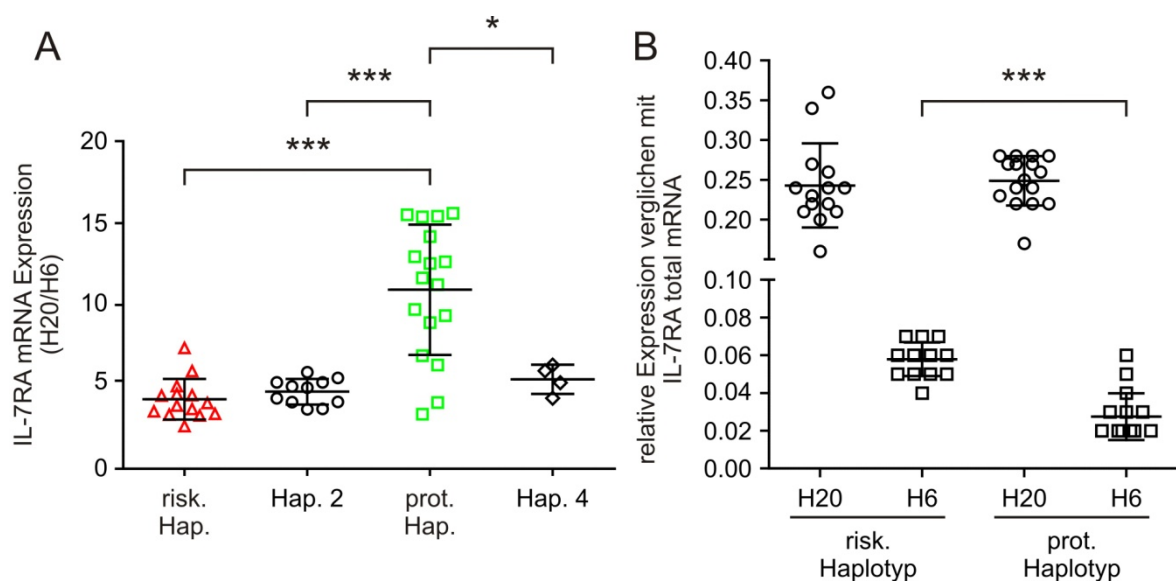 A
*
***
***
IL-7RA mRNA Expression
(H20/H6)
20
15
10
5
0
risk.
Hap.
Hap. 2
prot.
Hap.
Hap. 4
B
***
relative Expression verglichen mit
IL-7RA total mRNA
0.40
0.35
0.30
0.25
0.20
0.08
0.06
0.04
0.02
0.00
H20 H6 H20 H6
risk.
Haplotyp
prot.
Haplotyp